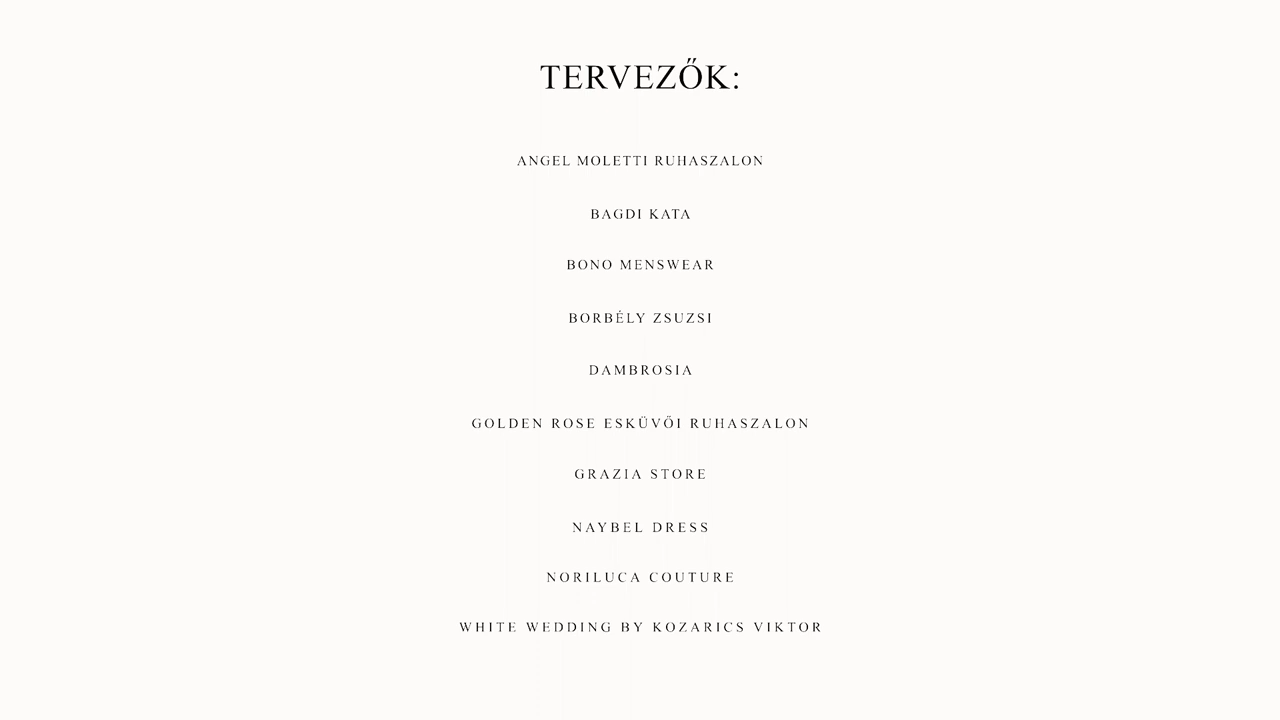 TERVEZŐK:
ANGEL MOLETTI RUHASZALON
BAGDI KATA
BONO MENSWEAR
BORBÉLY ZSUZSI
DAMBROSIA
GOLDEN ROSE ESKÜVŐI RUHASZALON
GRAZIA STORE
NAYBEL DRESS
NORILUCA COUTURE
WHITE WEDDING BY KOZARICS VIKTOR